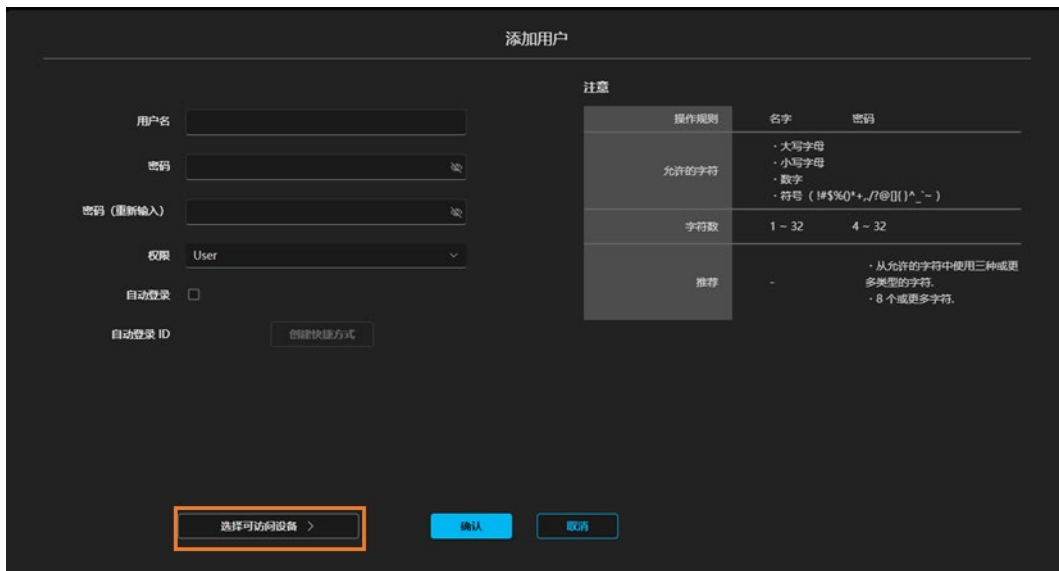 添加用户
用户名
密码
密码（重新输入）
权限 User
自动登录
自动登录 ID 创建快捷方式
注意
操作规则 名字 密码
允许的字符
· 大写字母
· 小写字母
· 数字
· 符号 ( !#$%()*+,./?@[]{}^_`~ )
字符数 1 ~ 32 4 ~ 32
推荐 -
· 从允许的字符中使用三种或更
多类型的字符.
· 8 个或更多字符.
选择可访问设备 > 确认 取消